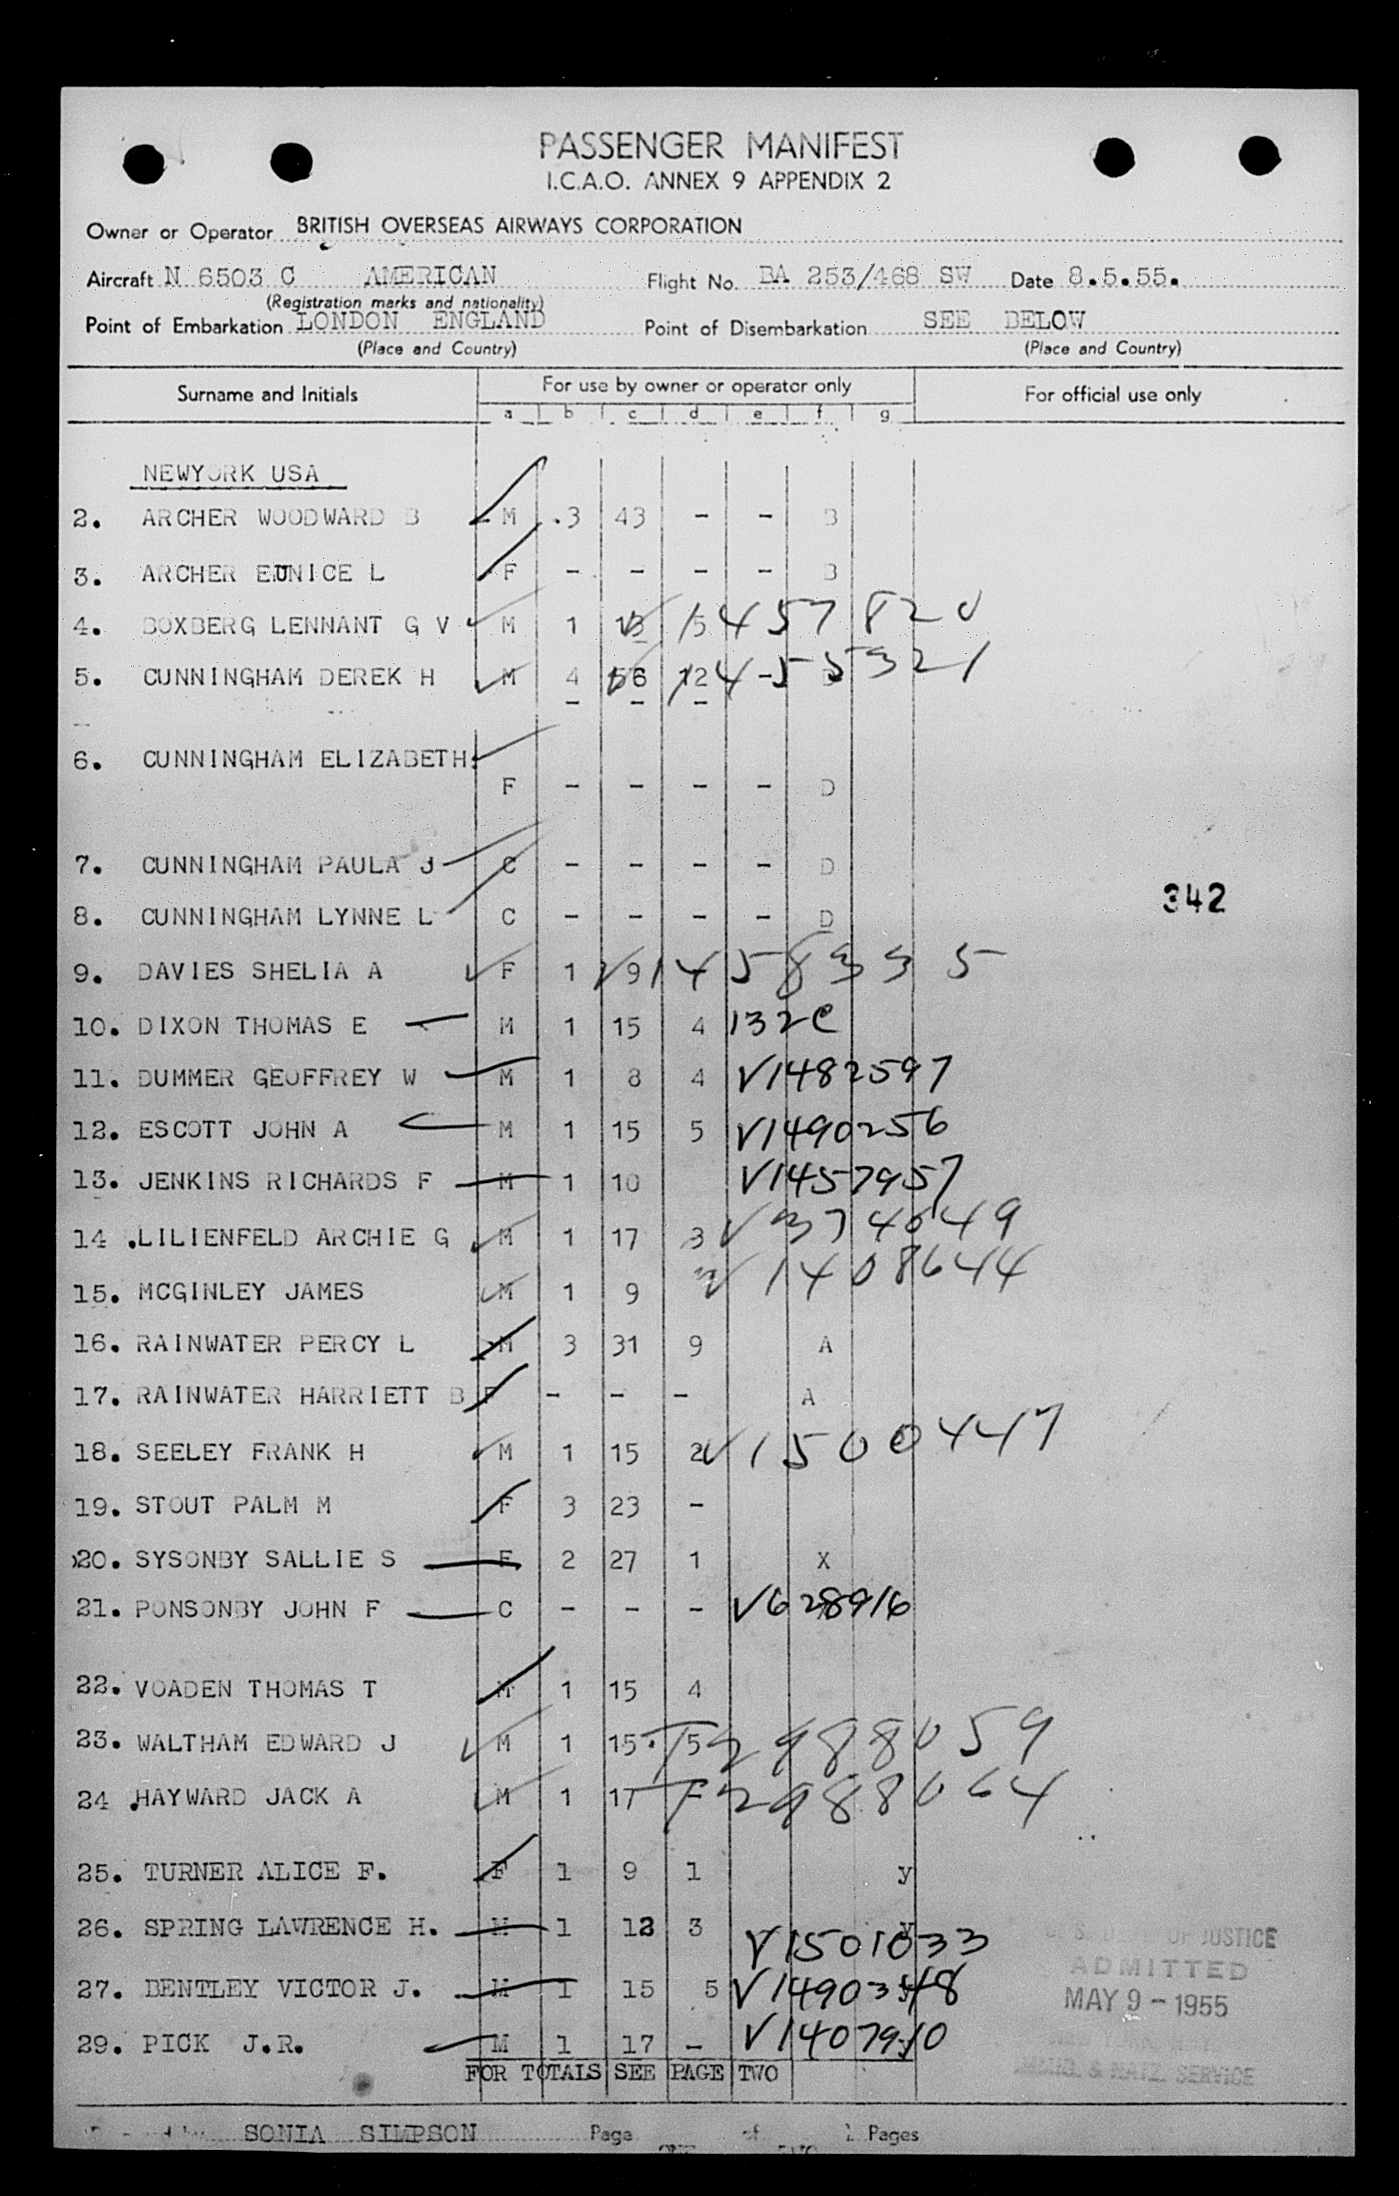 PASSENGER MANIFEST
I.C.A.O. ANNEX 9 APPENDIX 2
Owner or Operator BRITISH OVERSEAS AIRWAYS CORPORATION
Aircraft N 6503 C AMERICAN Flight No. BA 253/468 SW Date 8.5.55.
(Registration marks and nationality)
Point of Embarkation LONDON ENGLAND Point of Disembarkation SEE BELOW
(Place and Country) (Place and Country)
Surname and Initials For use by owner or operator only For official use only
a b c d e f g
NEWYORK USA
2. ARCHER WOODWARD B M .3 43 - - B
3. ARCHER EUNICE L F - - - - B
4. BOXBERG LENNANT G V M 1 13 5 1457820
5. CUNNINGHAM DEREK H M 4 56 12 - D 1455321
- - -
6. CUNNINGHAM ELIZABETH
F - - - - D
7. CUNNINGHAM PAULA J C - - - - D
342
8. CUNNINGHAM LYNNE L C - - - - D
9. DAVIES SHELIA A F 1 9 V1458335
10. DIXON THOMAS E M 1 15 4 132C
11. DUMMER GEOFFREY W M 1 8 4 V1482597
12. ESCOTT JOHN A M 1 15 5 V1490256
13. JENKINS RICHARDS F M 1 10 V1457957
14 .LILIENFELD ARCHIE G M 1 17 3 V374049
15. MCGINLEY JAMES M 1 9 V1408644
16. RAINWATER PERCY L M 3 31 9 A
17. RAINWATER HARRIETT B F - - - A
18. SEELEY FRANK H M 1 15 2 V1500447
19. STOUT PALM M F 3 23 -
20. SYSONBY SALLIE S F 2 27 1 X
21. PONSONBY JOHN F C - - - V628916
22. VOADEN THOMAS T M 1 15 4
23. WALTHAM EDWARD J M 1 15 5 T2988059
24 .HAYWARD JACK A M 1 17 - T2988064
25. TURNER ALICE F. F 1 9 1 y
26. SPRING LAWRENCE H. M 1 12 3 y V1501033
27. BENTLEY VICTOR J. M 1 15 5 V1490348
29. PICK J.R. M 1 17 - V1407910
FOR TOTALS SEE PAGE TWO
JUSTICE
ADMITTED
MAY 9 - 1955
IMMIG. & NATZ. SERVICE
SONIA SIMPSON Page of Pages